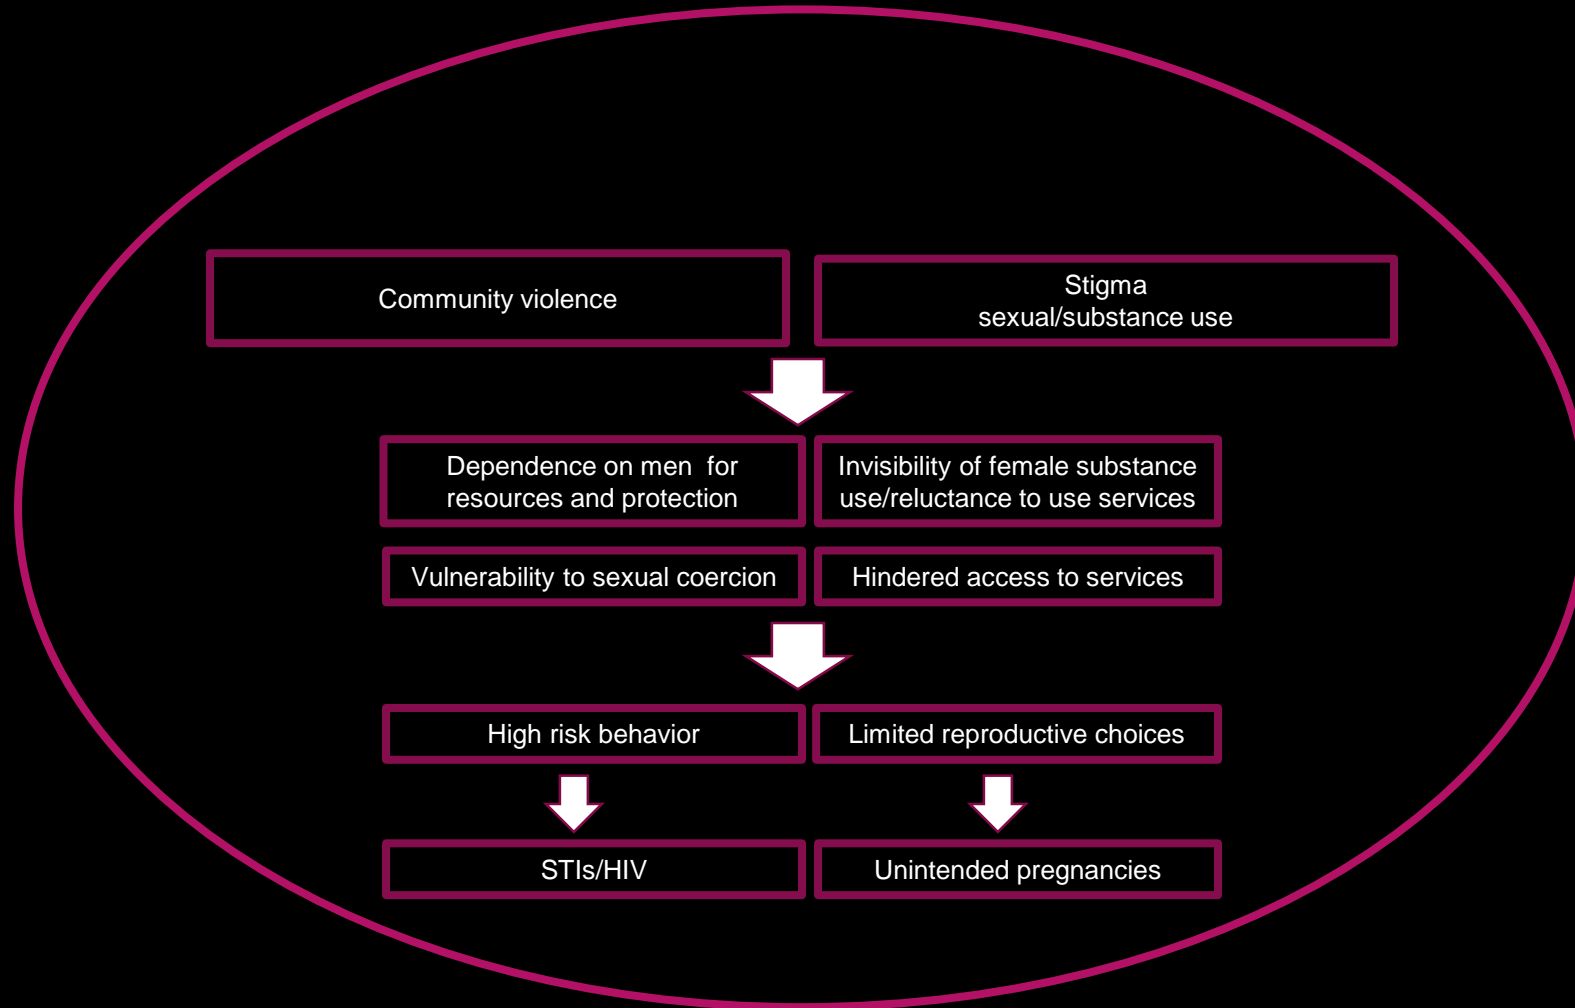 Community violence
Stigma
sexual/substance use
Dependence on men for
resources and protection
Invisibility of female substance
use/reluctance to use services
Vulnerability to sexual coercion
Hindered access to services
High risk behavior
Limited reproductive choices
STIs/HIV
Unintended pregnancies